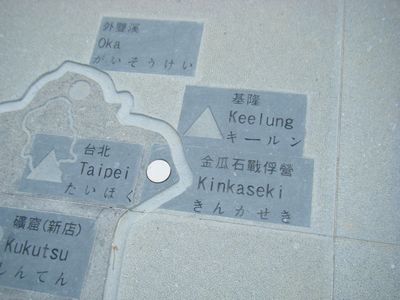 外雙溪
Oka
がいそうけい
基隆
Keelung
キールン
台北
Taipei
たいほく
金瓜石戰俘營
Kinkaseki
きんかせき
礦窟(新店)
Kukutsu
しんてん